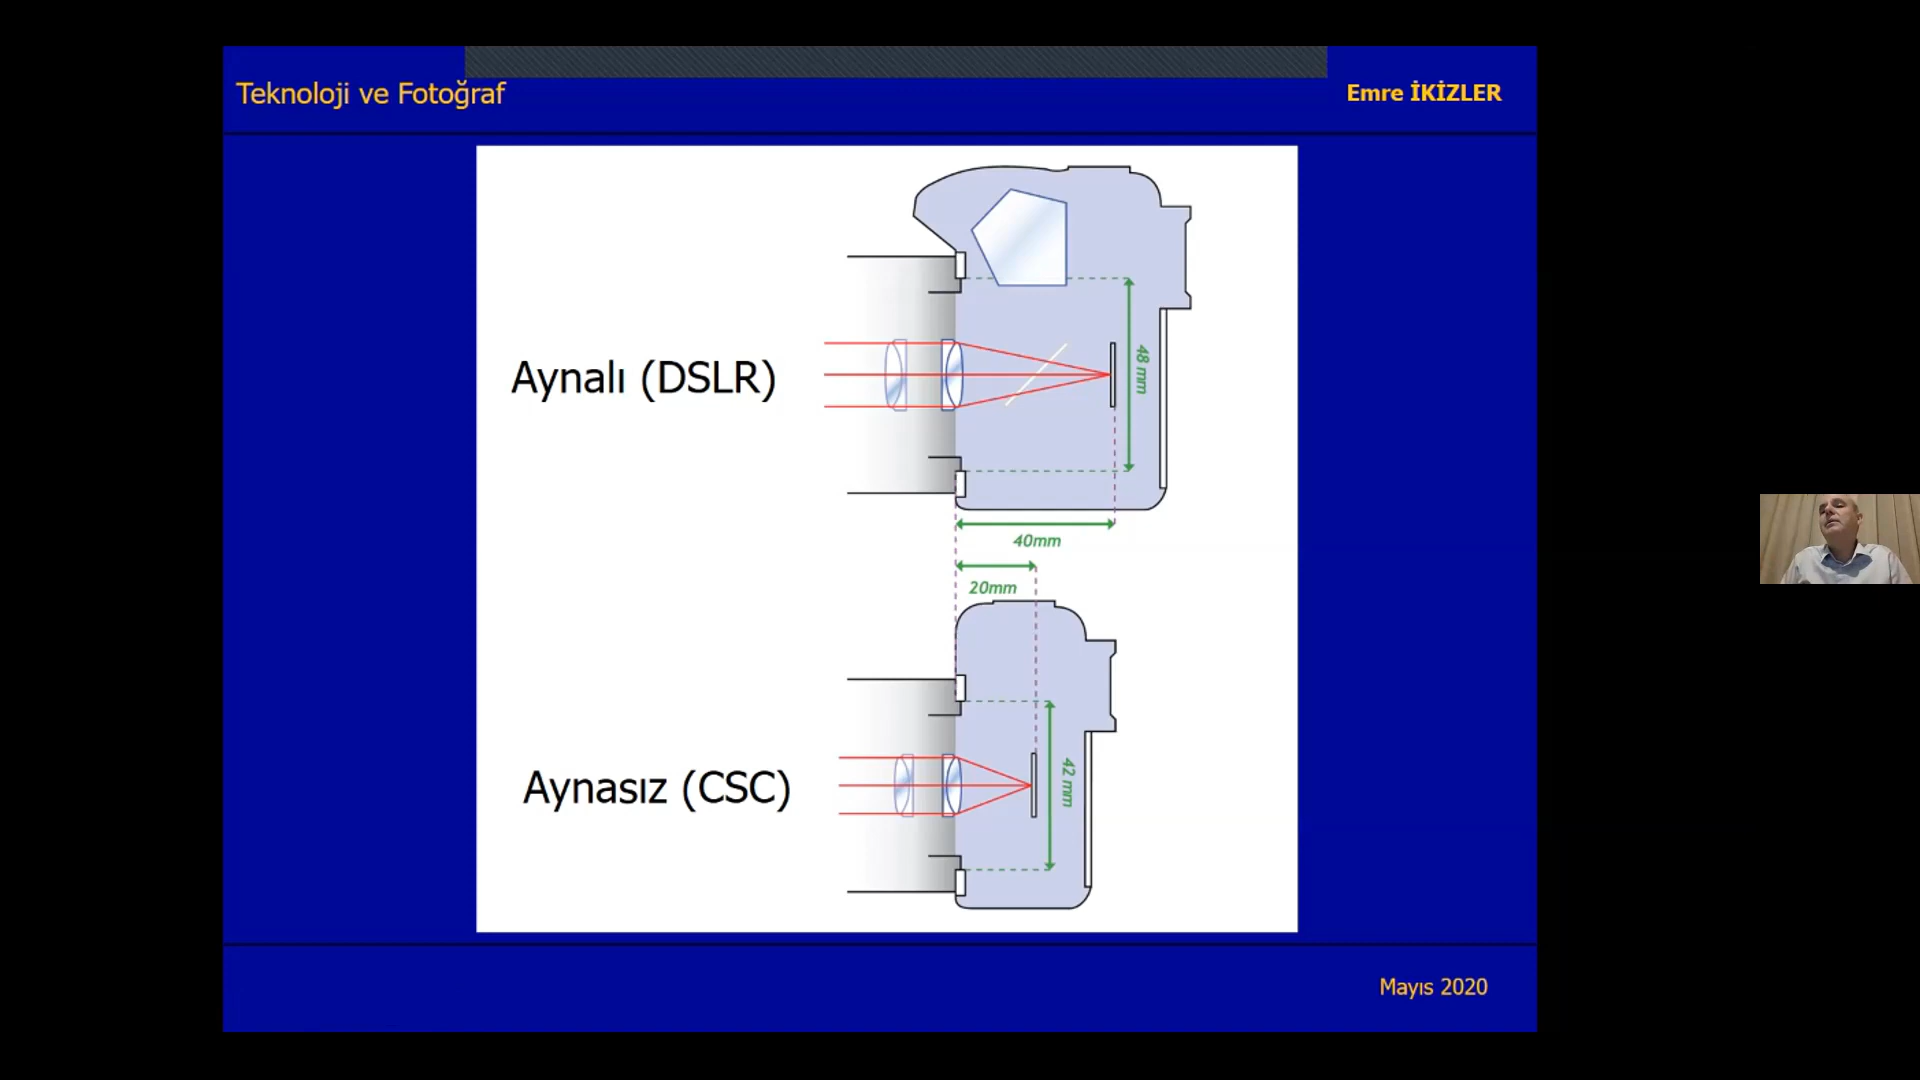 Teknoloji ve Fotoğraf
Emre İKİZLER
Aynalı (DSLR)
48 mm
40mm
20mm
Aynasız (CSC)
42 mm
Mayıs 2020